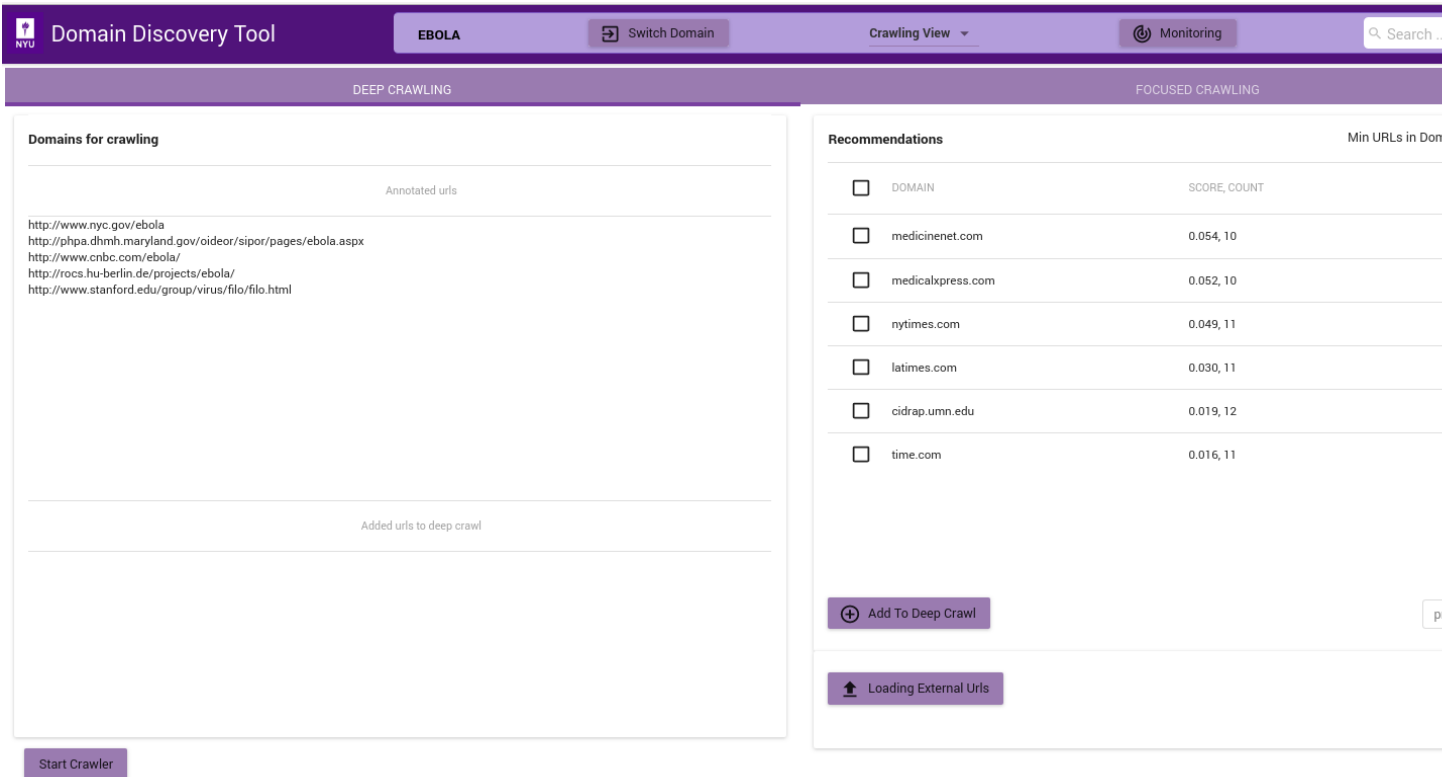 NYU
Domain Discovery Tool
EBOLA
Switch Domain
Crawling View
Monitoring
Search ...
DEEP CRAWLING
FOCUSED CRAWLING
Domains for crawling
Annotated urls
http://www.nyc.gov/ebola
http://phpa.dhmh.maryland.gov/oideor/sipor/pages/ebola.aspx
http://www.cnbc.com/ebola/
http://rocs.hu-berlin.de/projects/ebola/
http://www.stanford.edu/group/virus/filo/filo.html
Added urls to deep crawl
Start Crawler
Recommendations
Min URLs in Dom
DOMAIN SCORE, COUNT
medicinenet.com 0.054, 10
medicalxpress.com 0.052, 10
nytimes.com 0.049, 11
latimes.com 0.030, 11
cidrap.umn.edu 0.019, 12
time.com 0.016, 11
Add To Deep Crawl
Loading External Urls